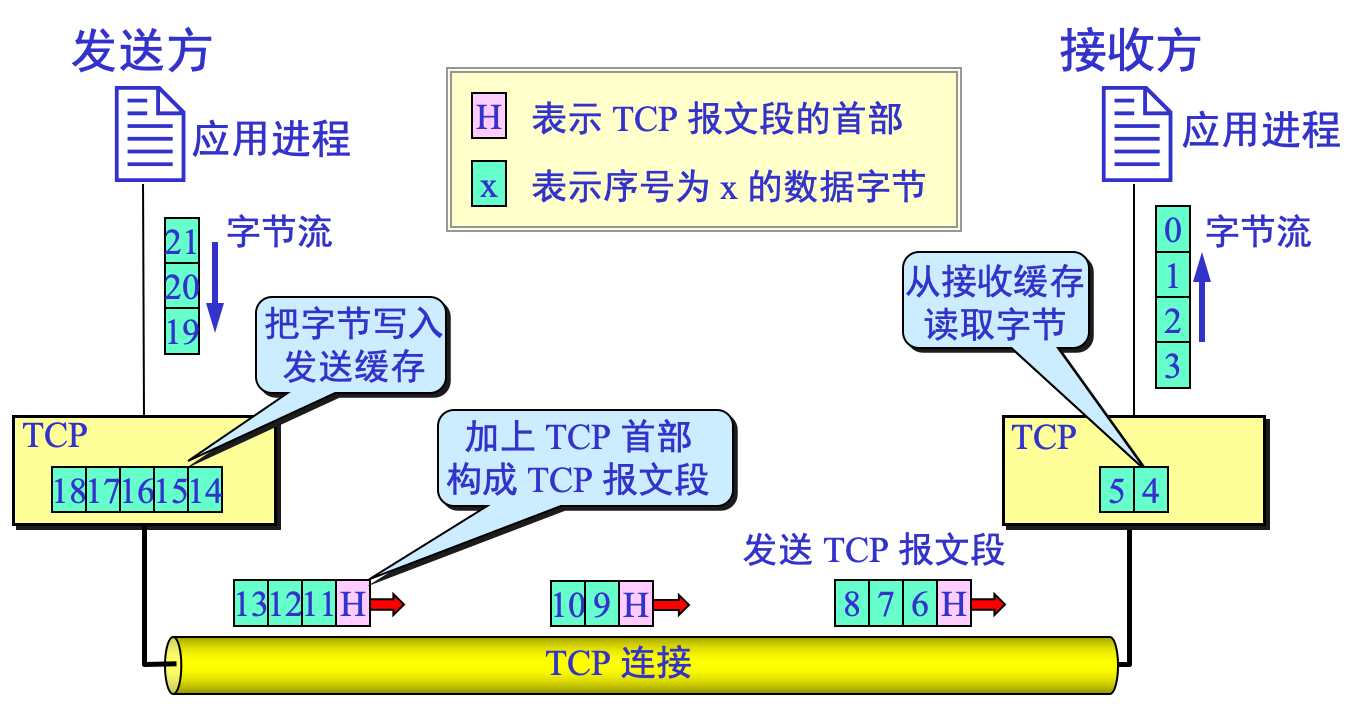 发送方
接收方
应用进程
应用进程
H 表示 TCP 报文段的首部
x 表示序号为 x 的数据字节
21
20
19
字节流
0
1
2
3
字节流
把字节写入
发送缓存
从接收缓存
读取字节
TCP
18 17 16 15 14
加上 TCP 首部
构成 TCP 报文段
TCP
5 4
发送 TCP 报文段
13 12 11 H
10 9 H
8 7 6 H
TCP 连接